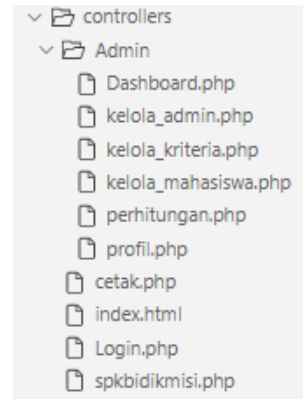 controllers
Admin
Dashboard.php
kelola_admin.php
kelola_kriteria.php
kelola_mahasiswa.php
perhitungan.php
profil.php
cetak.php
index.html
Login.php
spkbidikmisi.php